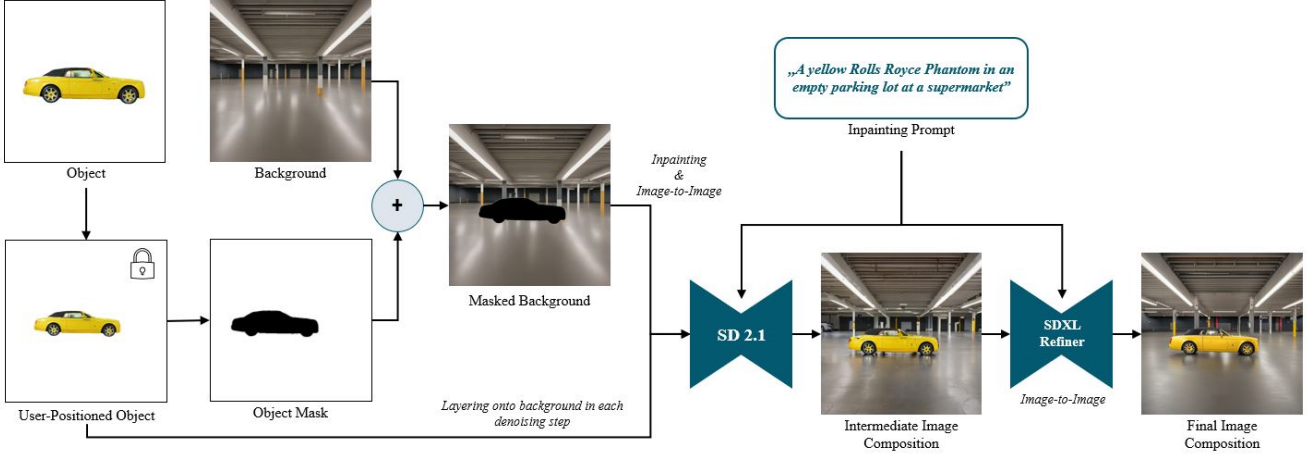 Object
Background
+
„A yellow Rolls Royce Phantom in an
empty parking lot at a supermarket”
Inpainting Prompt
Inpainting
&
Image-to-Image
Masked Background
User-Positioned Object
Object Mask
Layering onto background in each
denoising step
SD 2.1
Intermediate Image
Composition
SDXL
Refiner
Image-to-Image
Final Image
Composition